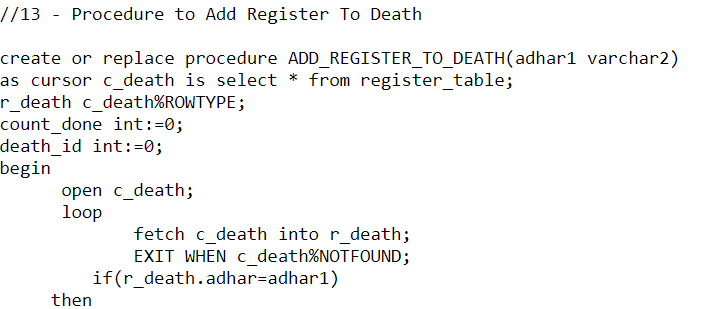 //13 - Procedure to Add Register To Death
create or replace procedure ADD_REGISTER_TO_DEATH(adhar1 varchar2)
as cursor c_death is select * from register_table;
r_death c_death%ROWTYPE;
count_done int:=0;
death_id int:=0;
begin
open c_death;
loop
fetch c_death into r_death;
EXIT WHEN c_death%NOTFOUND;
if(r_death.adhar=adhar1)
then